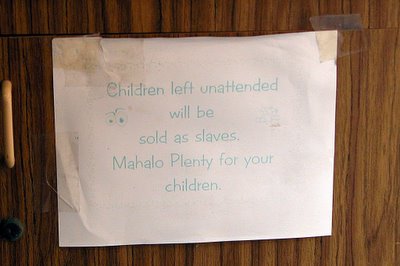 Children left unattended
will be
sold as slaves.
Mahalo Plenty for your
children.